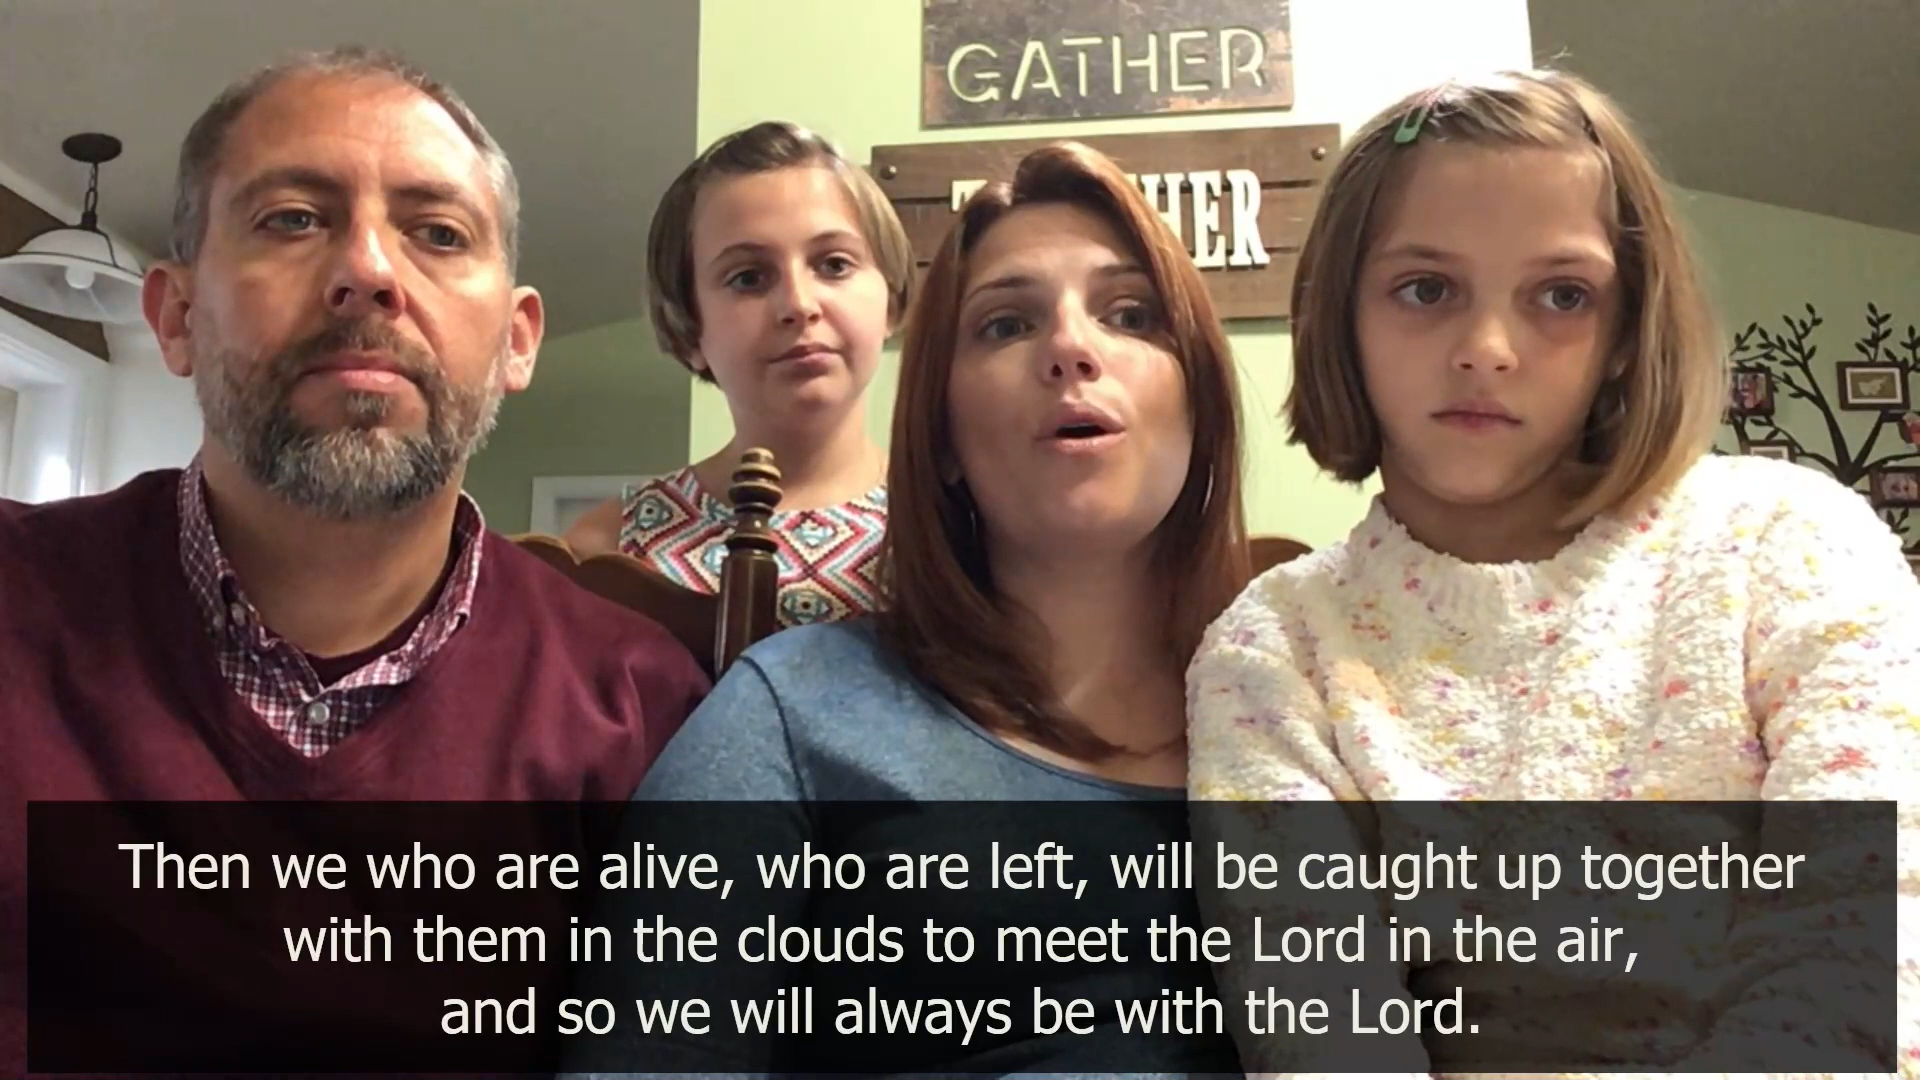 GATHER
Then we who are alive, who are left, will be caught up together
with them in the clouds to meet the Lord in the air,
and so we will always be with the Lord.